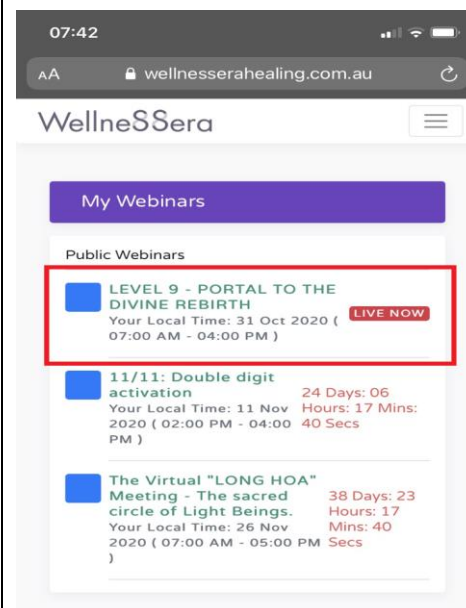 07:42
AA wellnesserahealing.com.au
Wellne88era
My Webinars
Public Webinars
LEVEL 9 - PORTAL TO THE
DIVINE REBIRTH
Your Local Time: 31 Oct 2020 (
07:00 AM - 04:00 PM )
LIVE NOW
11/11: Double digit
activation
Your Local Time: 11 Nov
2020 ( 02:00 PM - 04:00
PM )
24 Days: 06
Hours: 17 Mins:
40 Secs
The Virtual "LONG HOA"
Meeting - The sacred
circle of Light Beings.
Your Local Time: 26 Nov
2020 ( 07:00 AM - 05:00 PM
)
38 Days: 23
Hours: 17
Mins: 40
Secs